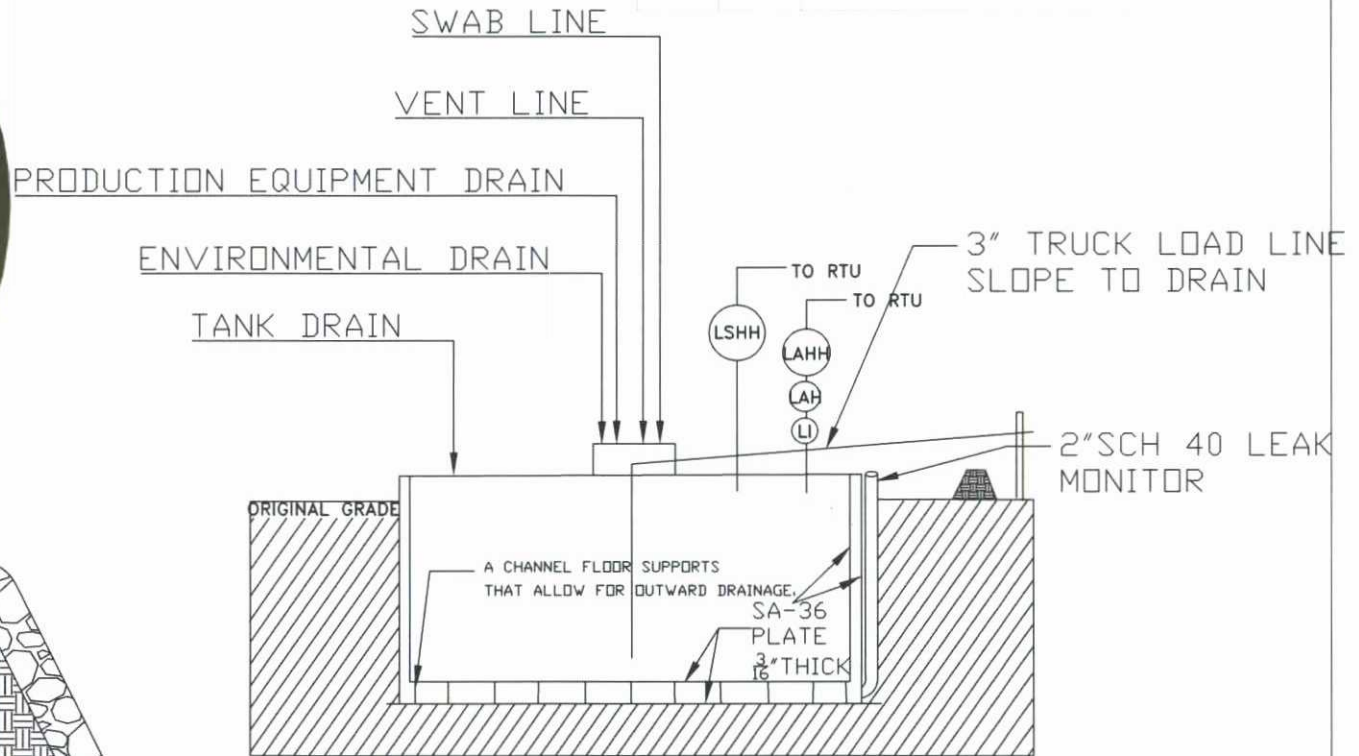 SWAB LINE
VENT LINE
PRODUCTION EQUIPMENT DRAIN
ENVIRONMENTAL DRAIN
TANK DRAIN
TO RTU
TO RTU
3" TRUCK LOAD LINE
SLOPE TO DRAIN
LSHH
LAHH
LAH
LI
2"SCH 40 LEAK
MONITOR
ORIGINAL GRADE
A CHANNEL FLOOR SUPPORTS
THAT ALLOW FOR OUTWARD DRAINAGE.
SA-36
PLATE
3/16"THICK